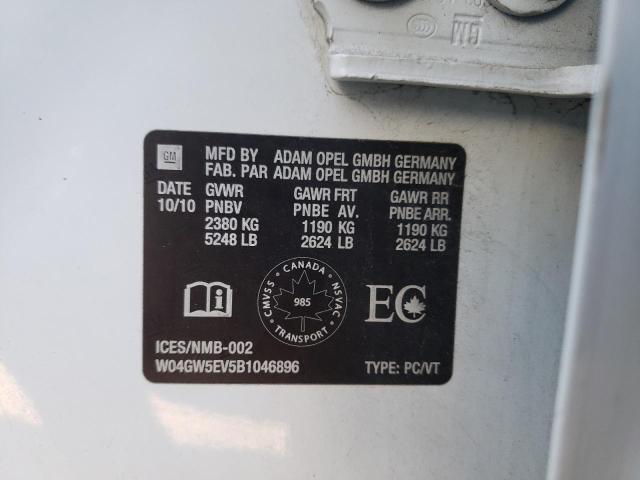 GM
GM
MFD BY ADAM OPEL GMBH GERMANY
FAB. PAR ADAM OPEL GMBH GERMANY
DATE GVWR GAWR FRT GAWR RR
10/10 PNBV PNBE AV. PNBE ARR.
2380 KG 1190 KG 1190 KG
5248 LB 2624 LB 2624 LB
CANADA
CMVSS 985 NSVAC
TRANSPORT
EC
ICES/NMB-002
W04GW5EV5B1046896 TYPE: PC/VT